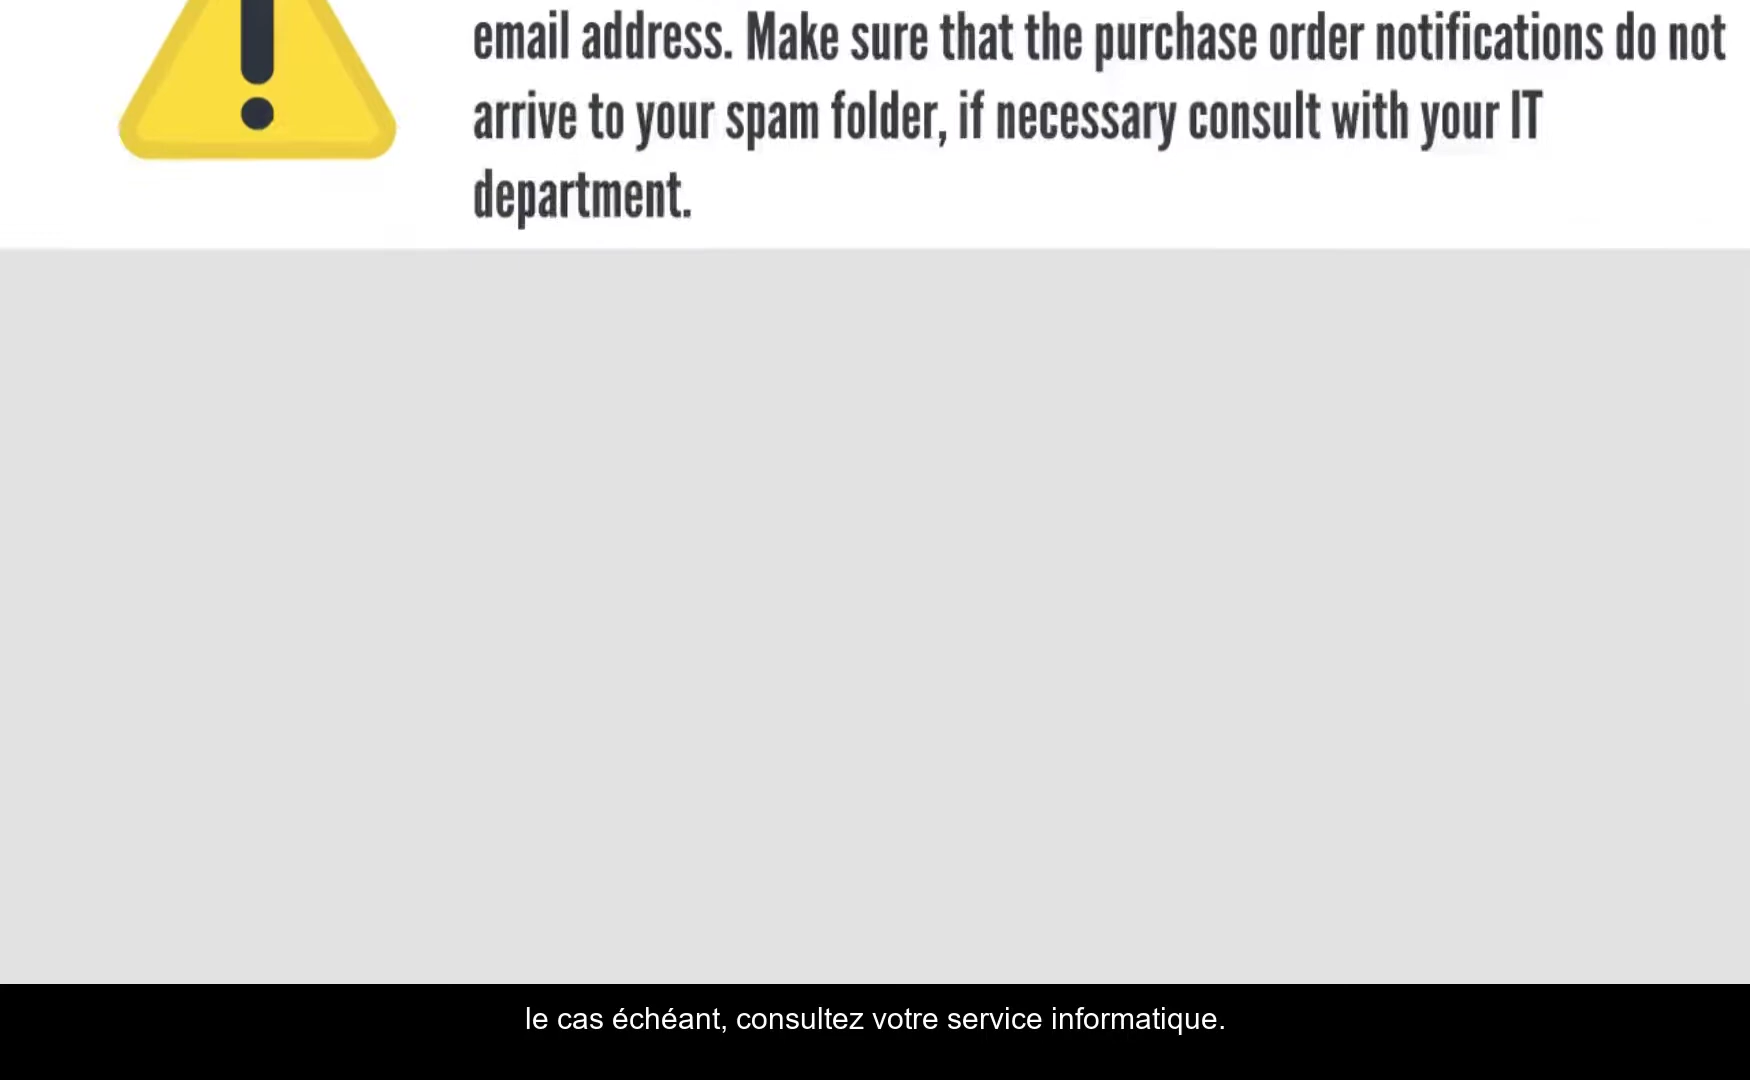 email address. Make sure that the purchase order notifications do not
arrive to your spam folder, if necessary consult with your IT
department.
le cas échéant, consultez votre service informatique.